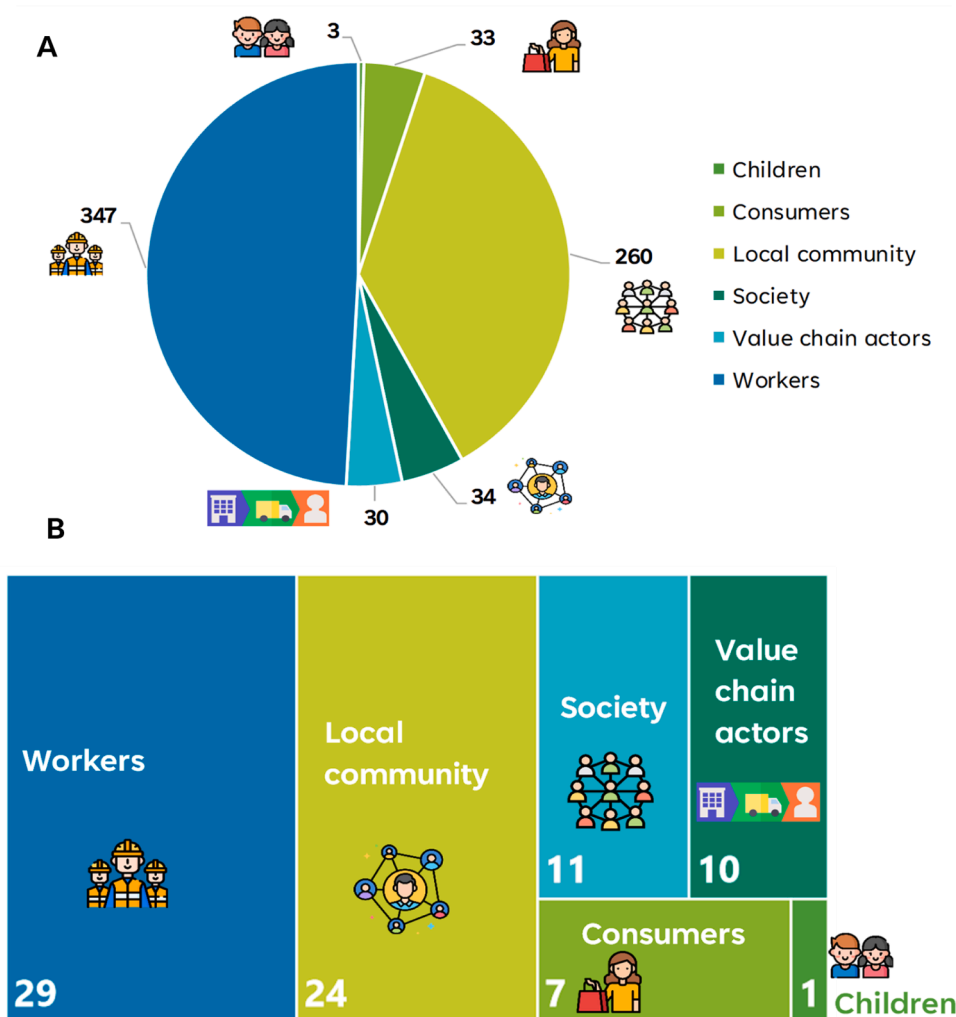 A
3
33
347
260
34
30
Children
Consumers
Local community
Society
Value chain actors
Workers
B
Workers
29
Local
community
24
Society
11
Value
chain
actors
10
Consumers
7
1
Children